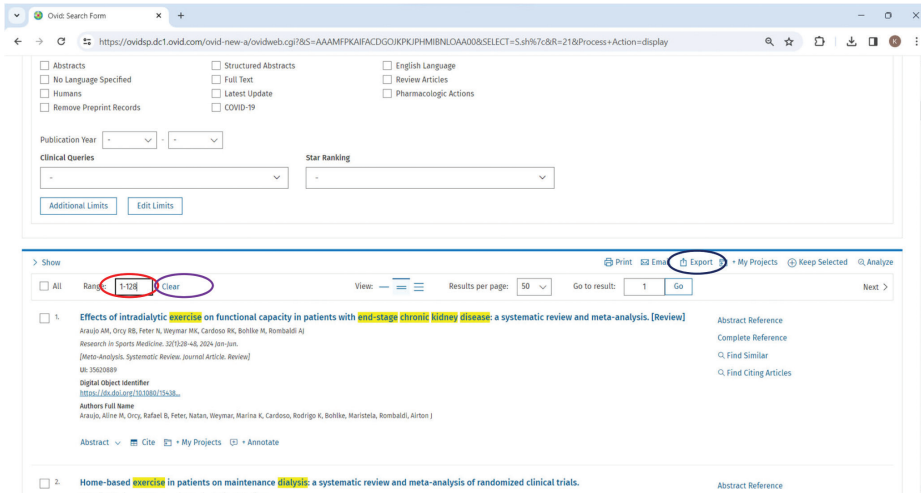 Ovid: Search Form
https://ovidsp.dc1.ovid.com/ovid-new-a/ovidweb.cgi?&S=AAAMFPKAIFACDGOJKPKJPHMIBNLOAA00&SELECT=S.sh%7c&R=21&Process+Action=display
K
Abstracts Structured Abstracts English Language
No Language Specified Full Text Review Articles
Humans Latest Update Pharmacologic Actions
Remove Preprint Records COVID-19
Publication Year - - -
Clinical Queries Star Ranking
- -
Additional Limits Edit Limits
> Show Print Email Export + My Projects Keep Selected Analyze
All Range: 1-128 Clear View: Results per page: 50 Go to result: 1 Go Next >
1. Effects of intradialytic exercise on functional capacity in patients with end-stage chronic kidney disease: a systematic review and meta-analysis. [Review] Abstract Reference
Araujo AM, Orcy RB, Feter N, Weymar MK, Cardoso RK, Bohlke M, Rombaldi AJ
Complete Reference
Research in Sports Medicine. 32(1):28-48, 2024 Jan-Jun.
[Meta-Analysis. Systematic Review. Journal Article. Review]
Find Similar
UI: 35620889
Find Citing Articles
Digital Object Identifier
https://dx.doi.org/10.1080/15438...
Authors Full Name
Araujo, Aline M, Orcy, Rafael B, Feter, Natan, Weymar, Marina K, Cardoso, Rodrigo K, Bohlke, Maristela, Rombaldi, Airton J
Abstract Cite + My Projects + Annotate
2. Home-based exercise in patients on maintenance dialysis: a systematic review and meta-analysis of randomized clinical trials. Abstract Reference